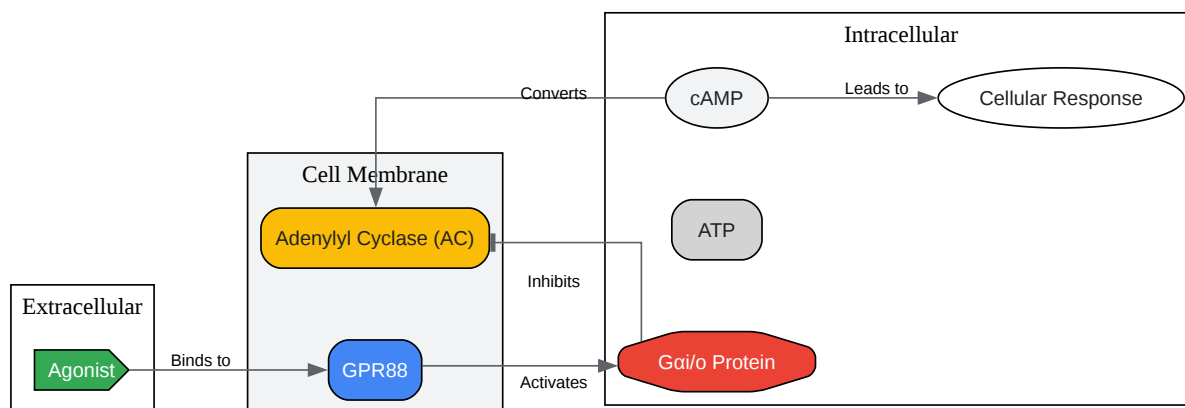 Intracellular
Converts
cAMP
Leads to
Cellular Response
Cell Membrane
Adenylyl Cyclase (AC)
ATP
Inhibits
Extracellular
Agonist
Binds to
GPR88
Activates
Gαi/o Protein